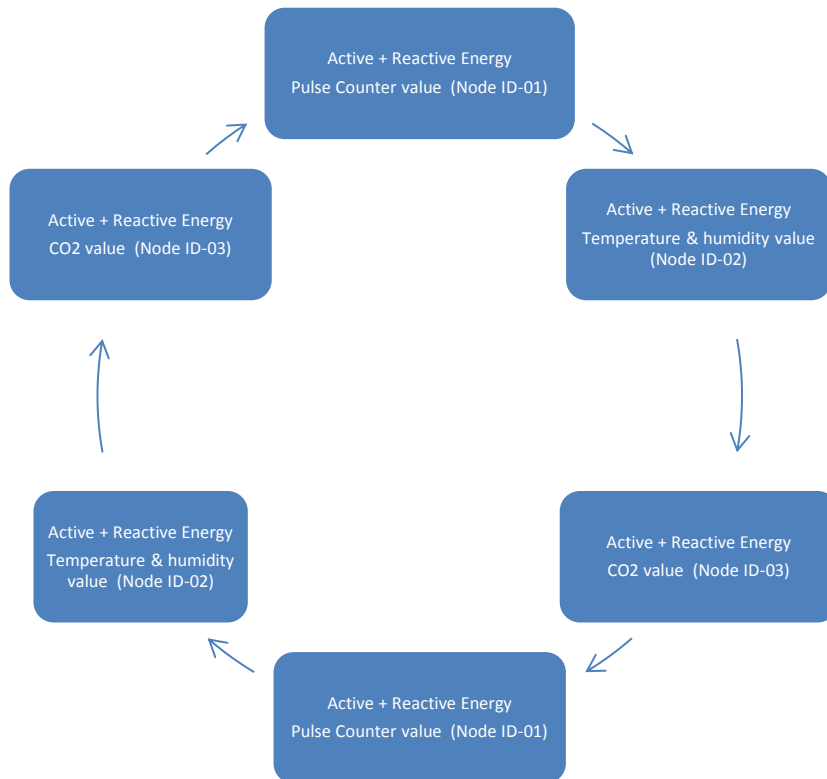 Active + Reactive Energy
Pulse Counter value  (Node ID-01)
Active + Reactive Energy
Temperature & humidity value
(Node ID-02)
Active + Reactive Energy
CO2 value  (Node ID-03)
Active + Reactive Energy
Pulse Counter value  (Node ID-01)
Active + Reactive Energy
Temperature & humidity
value  (Node ID-02)
Active + Reactive Energy
CO2 value  (Node ID-03)